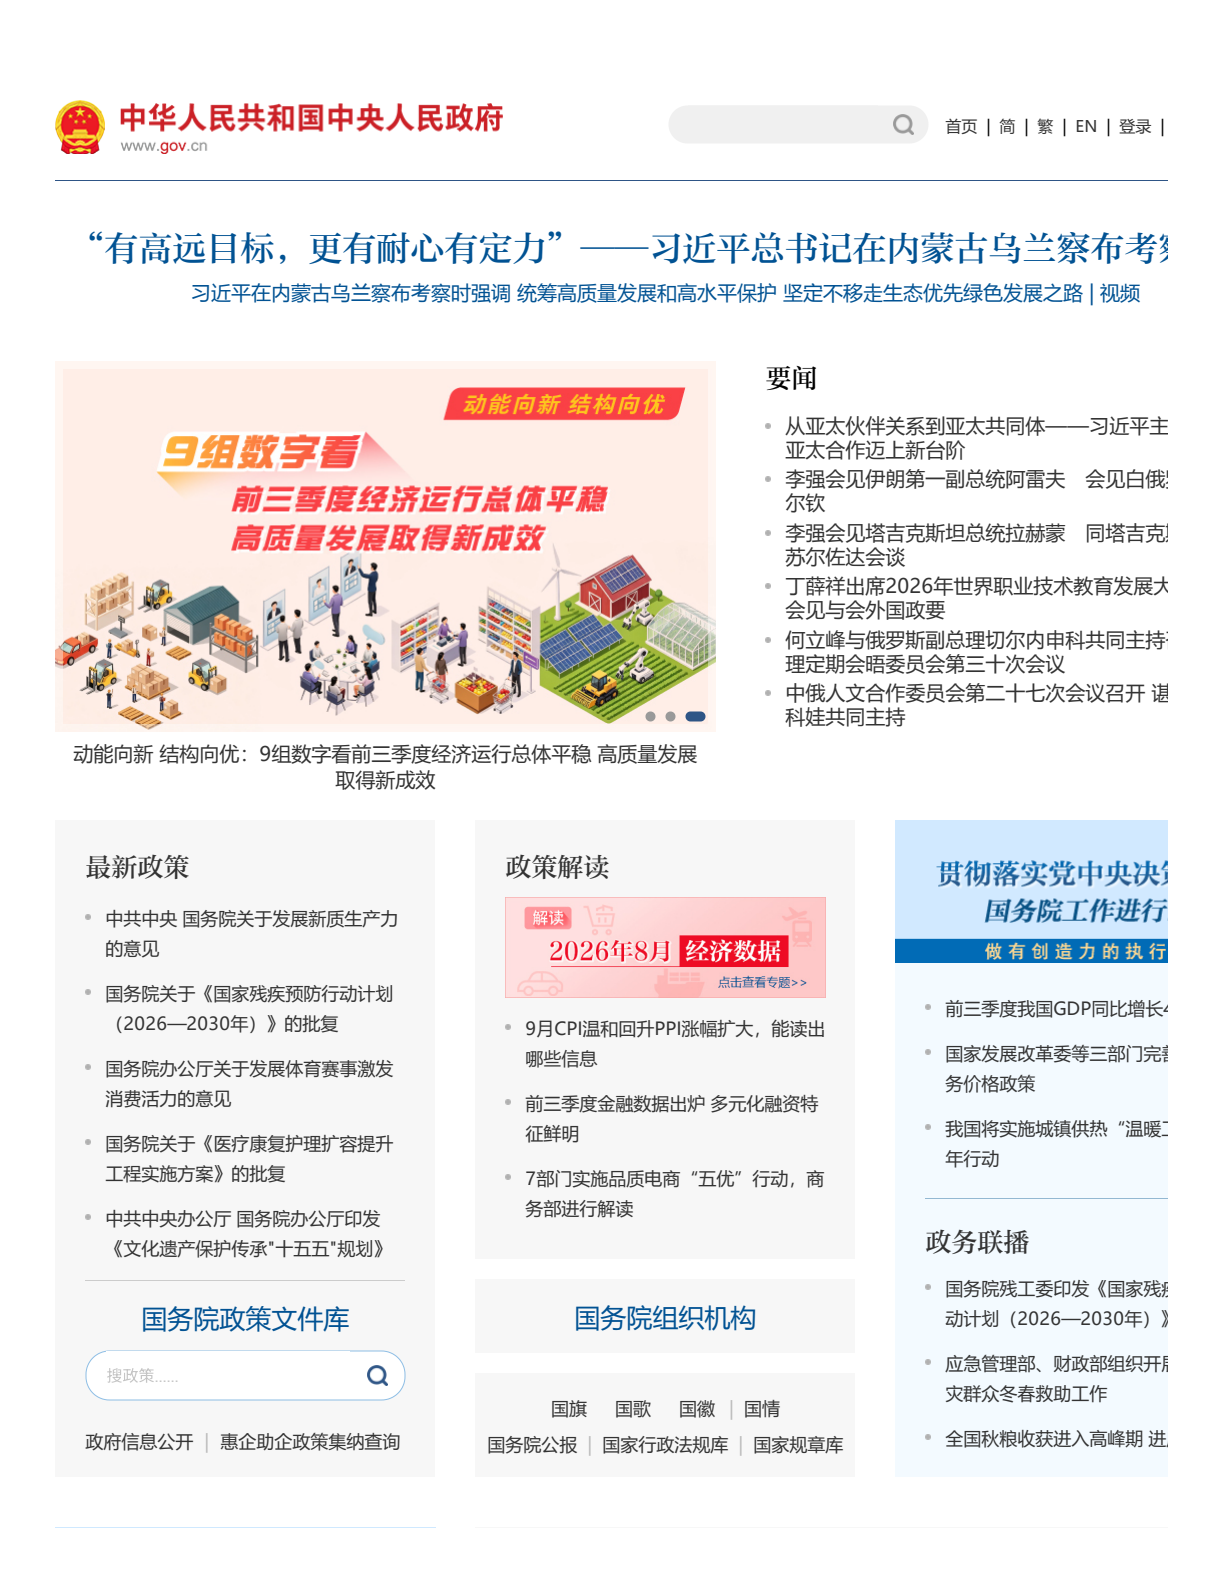 中华人民共和国中央人民政府
www.gov.cn
首页 | 简 | 繁 | EN | 登录 |
“有高远目标，更有耐心有定力”——习近平总书记在内蒙古乌兰察布考察
习近平在内蒙古乌兰察布考察时强调 统筹高质量发展和高水平保护 坚定不移走生态优先绿色发展之路 | 视频
动能向新 结构向优
9组数字看
前三季度经济运行总体平稳
高质量发展取得新成效
动能向新 结构向优：9组数字看前三季度经济运行总体平稳 高质量发展
取得新成效
要闻
从亚太伙伴关系到亚太共同体——习近平主
亚太合作迈上新台阶
李强会见伊朗第一副总统阿雷夫　会见白俄
尔钦
李强会见塔吉克斯坦总统拉赫蒙　同塔吉克
苏尔佐达会谈
丁薛祥出席2026年世界职业技术教育发展大
会见与会外国政要
何立峰与俄罗斯副总理切尔内申科共同主持
理定期会晤委员会第三十次会议
中俄人文合作委员会第二十七次会议召开 谌
科娃共同主持
最新政策
中共中央 国务院关于发展新质生产力
的意见
国务院关于《国家残疾预防行动计划
（2026—2030年）》的批复
国务院办公厅关于发展体育赛事激发
消费活力的意见
国务院关于《医疗康复护理扩容提升
工程实施方案》的批复
中共中央办公厅 国务院办公厅印发
《文化遗产保护传承"十五五"规划》
国务院政策文件库
搜政策......
政府信息公开 | 惠企助企政策集纳查询
政策解读
解读
2026年8月 经济数据
点击查看专题>>
9月CPI温和回升PPI涨幅扩大，能读出
哪些信息
前三季度金融数据出炉 多元化融资特
征鲜明
7部门实施品质电商“五优”行动，商
务部进行解读
国务院组织机构
国旗 国歌 国徽 | 国情
国务院公报 | 国家行政法规库 | 国家规章库
贯彻落实党中央决
国务院工作进行
做有创造力的执行
前三季度我国GDP同比增长
国家发展改革委等三部门完善
务价格政策
我国将实施城镇供热“温暖工
年行动
政务联播
国务院残工委印发《国家残疾
动计划（2026—2030年）》
应急管理部、财政部组织开展
灾群众冬春救助工作
全国秋粮收获进入高峰期 进